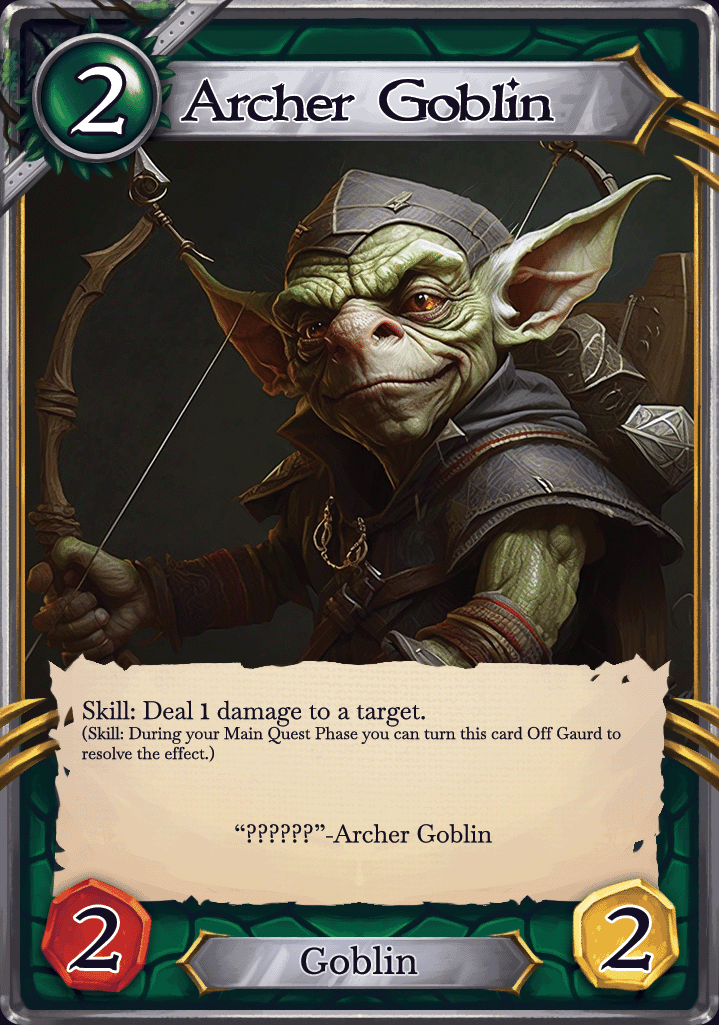 2
Archer Goblin
Skill: Deal 1 damage to a target.
(Skill: During your Main Quest Phase you can turn this card Off Gaurd to
resolve the effect.)
“??????”-Archer Goblin
2
Goblin
2